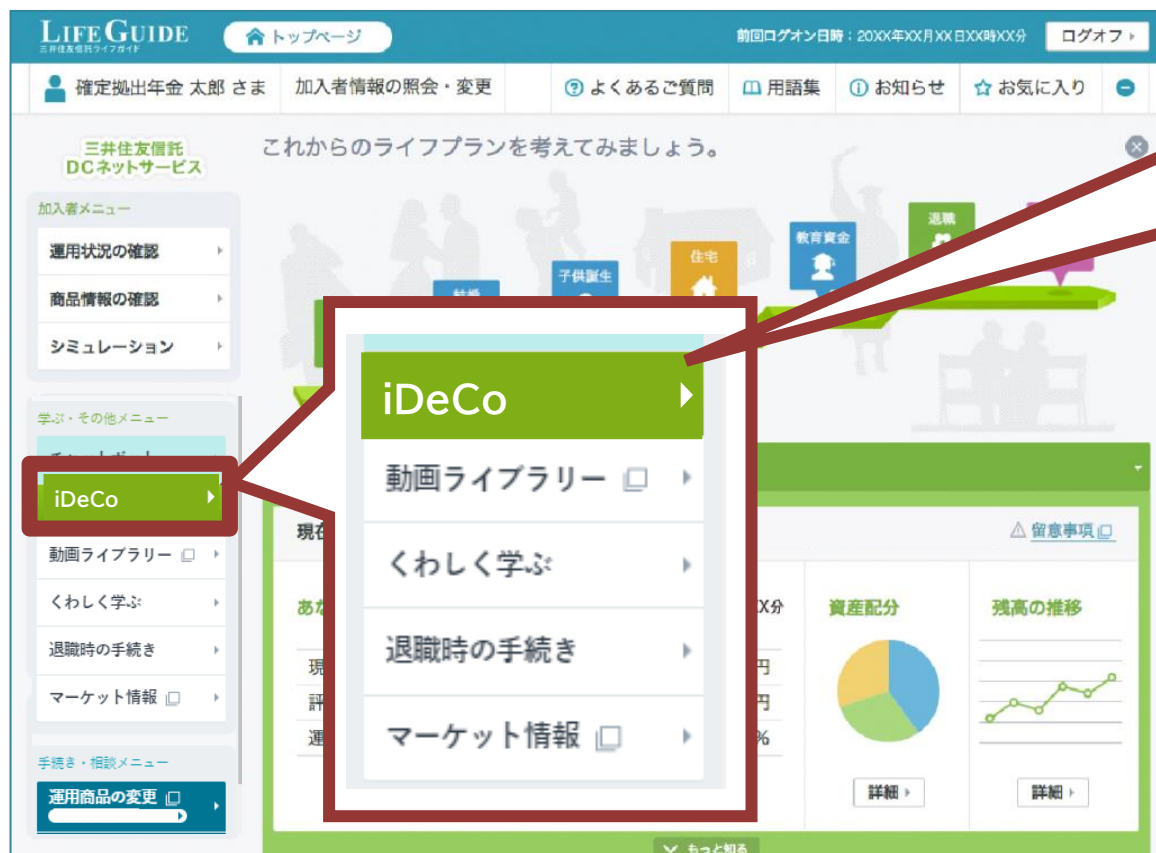 LIFE GUIDE
三井住友信託ライフガイド
トップページ
前回ログオン日時：20XX年XX月XX日XX時XX分
ログオフ
確定拠出年金 太郎 さま
加入者情報の照会・変更
よくあるご質問
用語集
お知らせ
お気に入り
三井住友信託
DCネットサービス
これからのライフプランを考えてみましょう。
加入者メニュー
運用状況の確認
商品情報の確認
シミュレーション
子供誕生
住宅
教育資金
退職
学ぶ・その他メニュー
iDeCo
動画ライブラリー
くわしく学ぶ
退職時の手続き
マーケット情報
手続き・相談メニュー
運用商品の変更
iDeCo
動画ライブラリー
くわしく学ぶ
退職時の手続き
マーケット情報
現在
留意事項
あな
XX分
現
円
評
円
運
%
資産配分
詳細
残高の推移
詳細
もっと知る